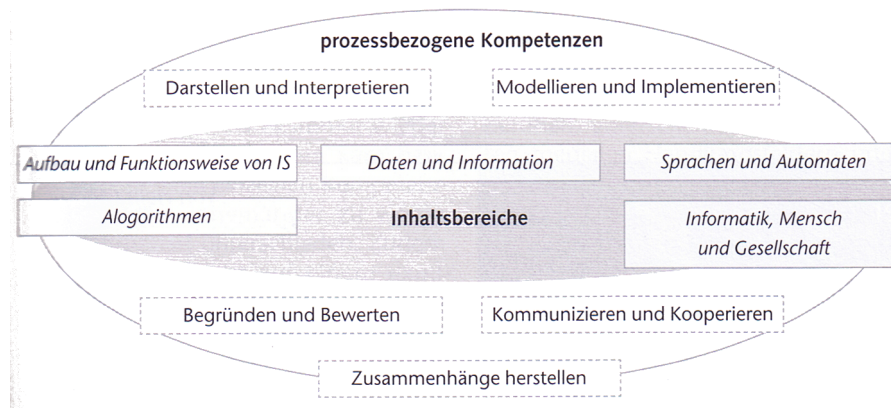 prozessbezogene Kompetenzen
Darstellen und Interpretieren
Modellieren und Implementieren
Aufbau und Funktionsweise von IS
Daten und Information
Sprachen und Automaten
Alogorithmen
Inhaltsbereiche
Informatik, Mensch
und Gesellschaft
Begründen und Bewerten
Kommunizieren und Kooperieren
Zusammenhänge herstellen